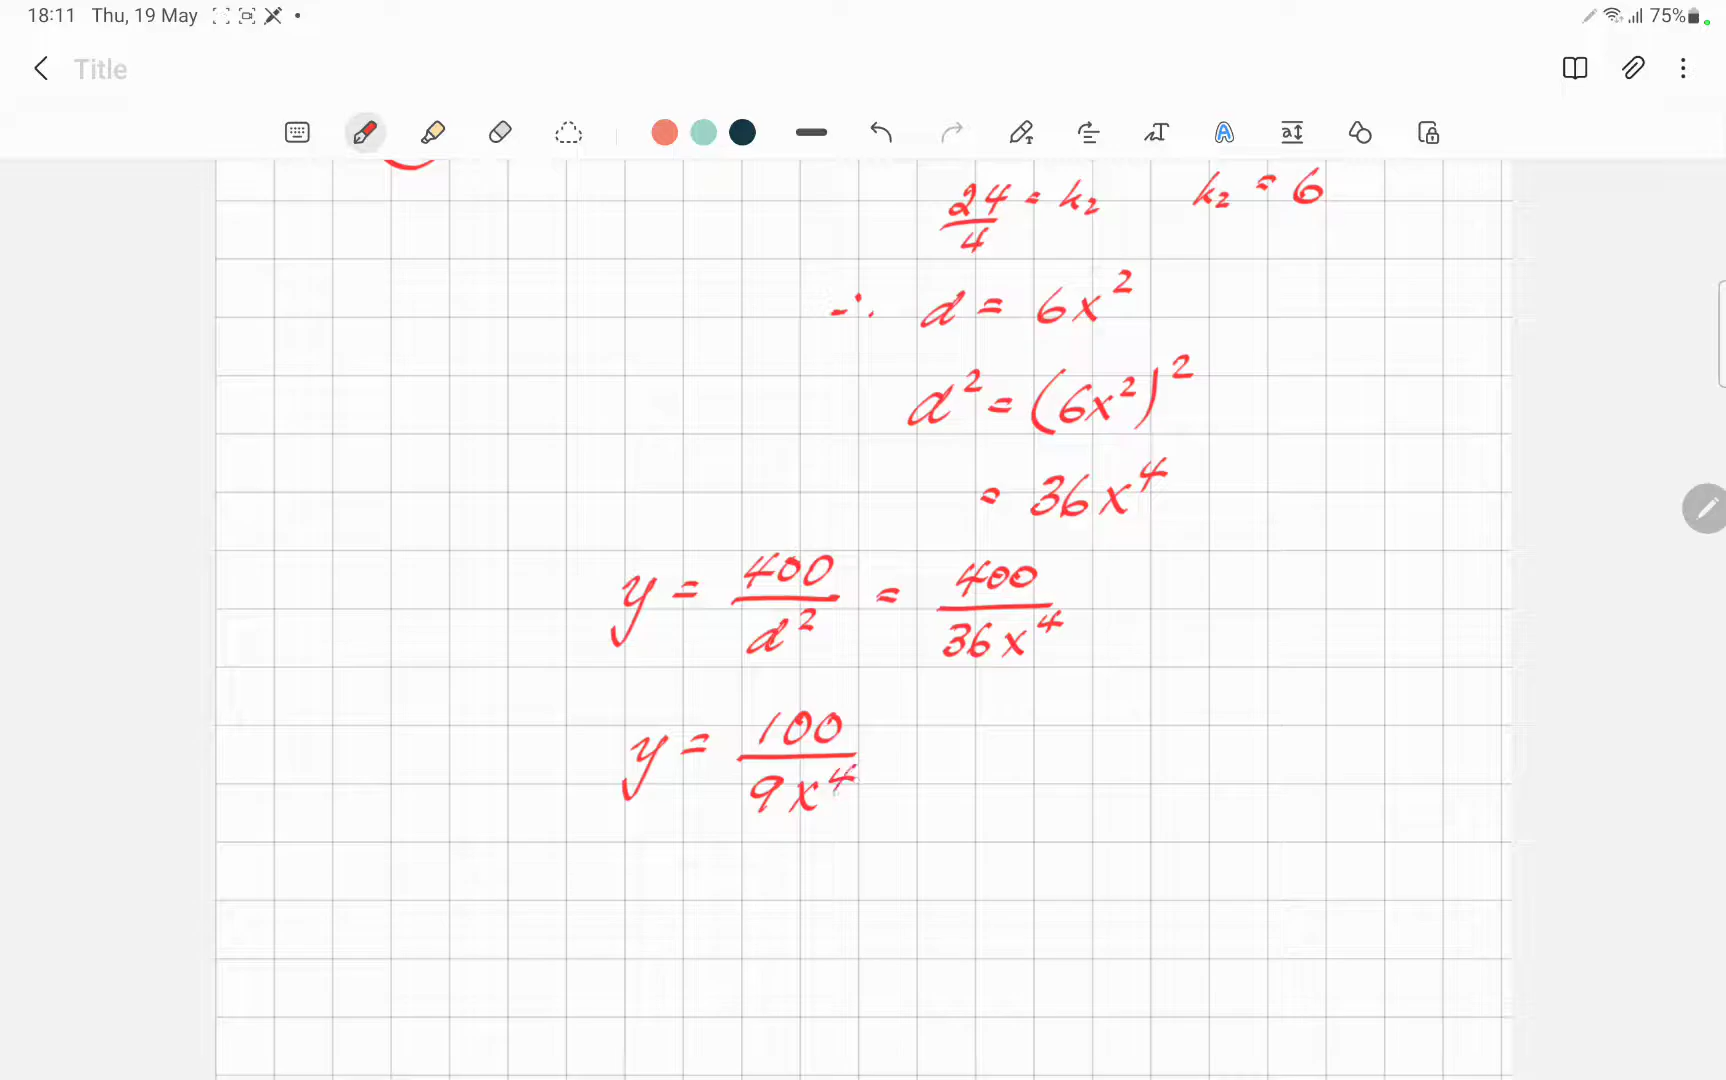 18:11 Thu, 19 May 75%
Title
24/4 = k₂ k₂ = 6
∴ d = 6x²
d² = (6x²)²
= 36x⁴
y = 400/d² = 400/36x⁴
y = 100/9x⁴